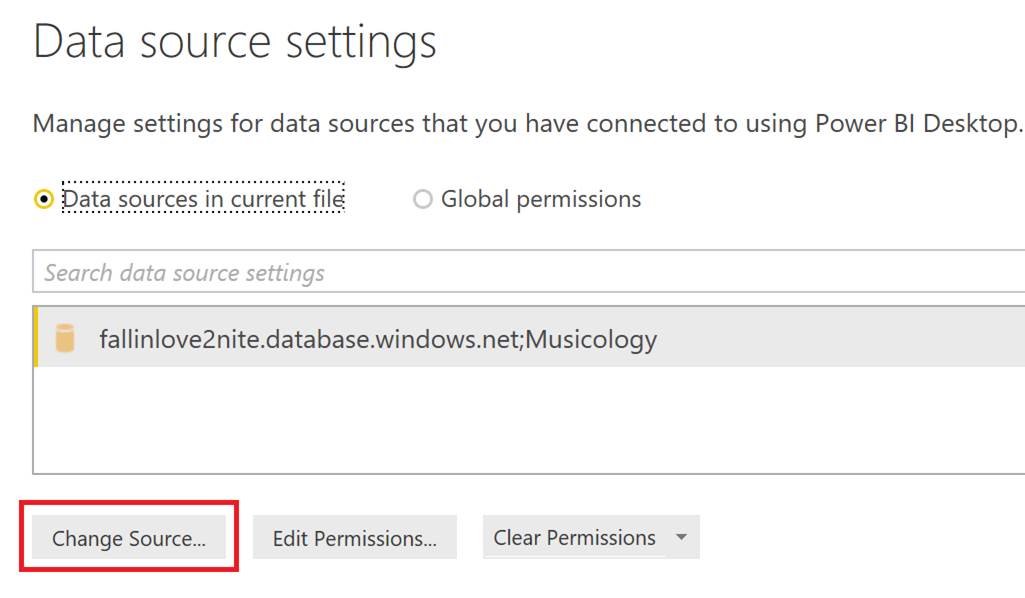 Data source settings
Manage settings for data sources that you have connected to using Power BI Desktop.
Data sources in current file Global permissions
Search data source settings
fallinlove2nite.database.windows.net;Musicology
Change Source... Edit Permissions... Clear Permissions